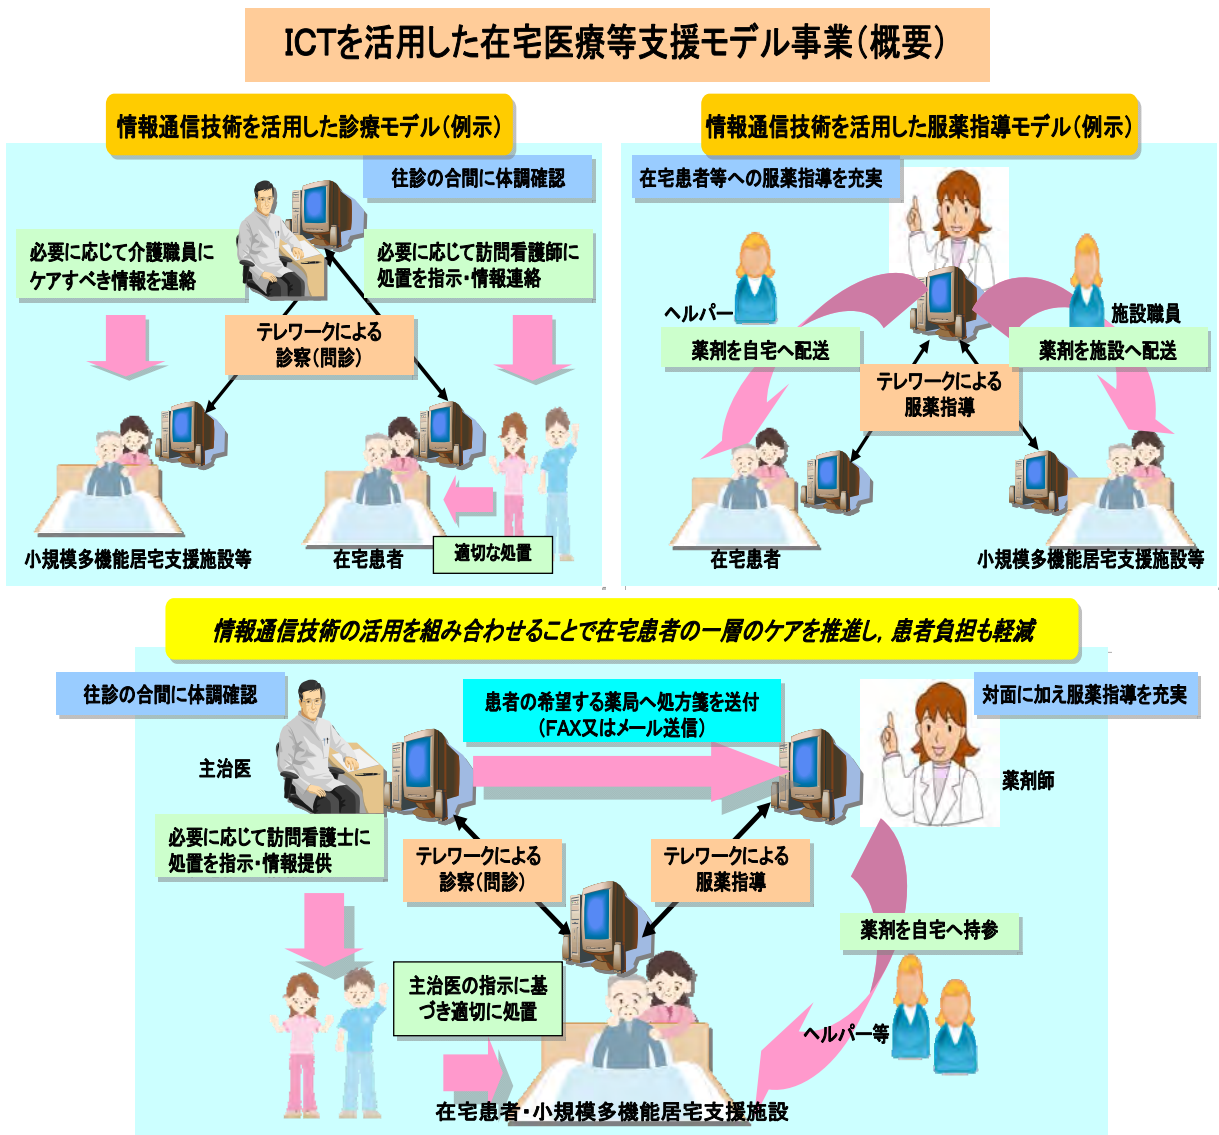 ICTを活用した在宅医療等支援モデル事業（概要）
情報通信技術を活用した診療モデル（例示）
往診の合間に体調確認
必要に応じて介護職員に
ケアすべき情報を連絡
必要に応じて訪問看護師に
処置を指示・情報連絡
テレワークによる
診察（問診）
小規模多機能居宅支援施設等
在宅患者
適切な処置
情報通信技術を活用した服薬指導モデル（例示）
在宅患者等への服薬指導を充実
ヘルパー
施設職員
薬剤を自宅へ配送
薬剤を施設へ配送
テレワークによる
服薬指導
在宅患者
小規模多機能居宅支援施設等
情報通信技術の活用を組み合わせることで在宅患者の一層のケアを推進し，患者負担も軽減
往診の合間に体調確認
患者の希望する薬局へ処方箋を送付
（FAX又はメール送信）
対面に加え服薬指導を充実
主治医
薬剤師
必要に応じて訪問看護士に
処置を指示・情報提供
テレワークによる
診察（問診）
テレワークによる
服薬指導
薬剤を自宅へ持参
主治医の指示に基
づき適切に処置
ヘルパー等
在宅患者・小規模多機能居宅支援施設